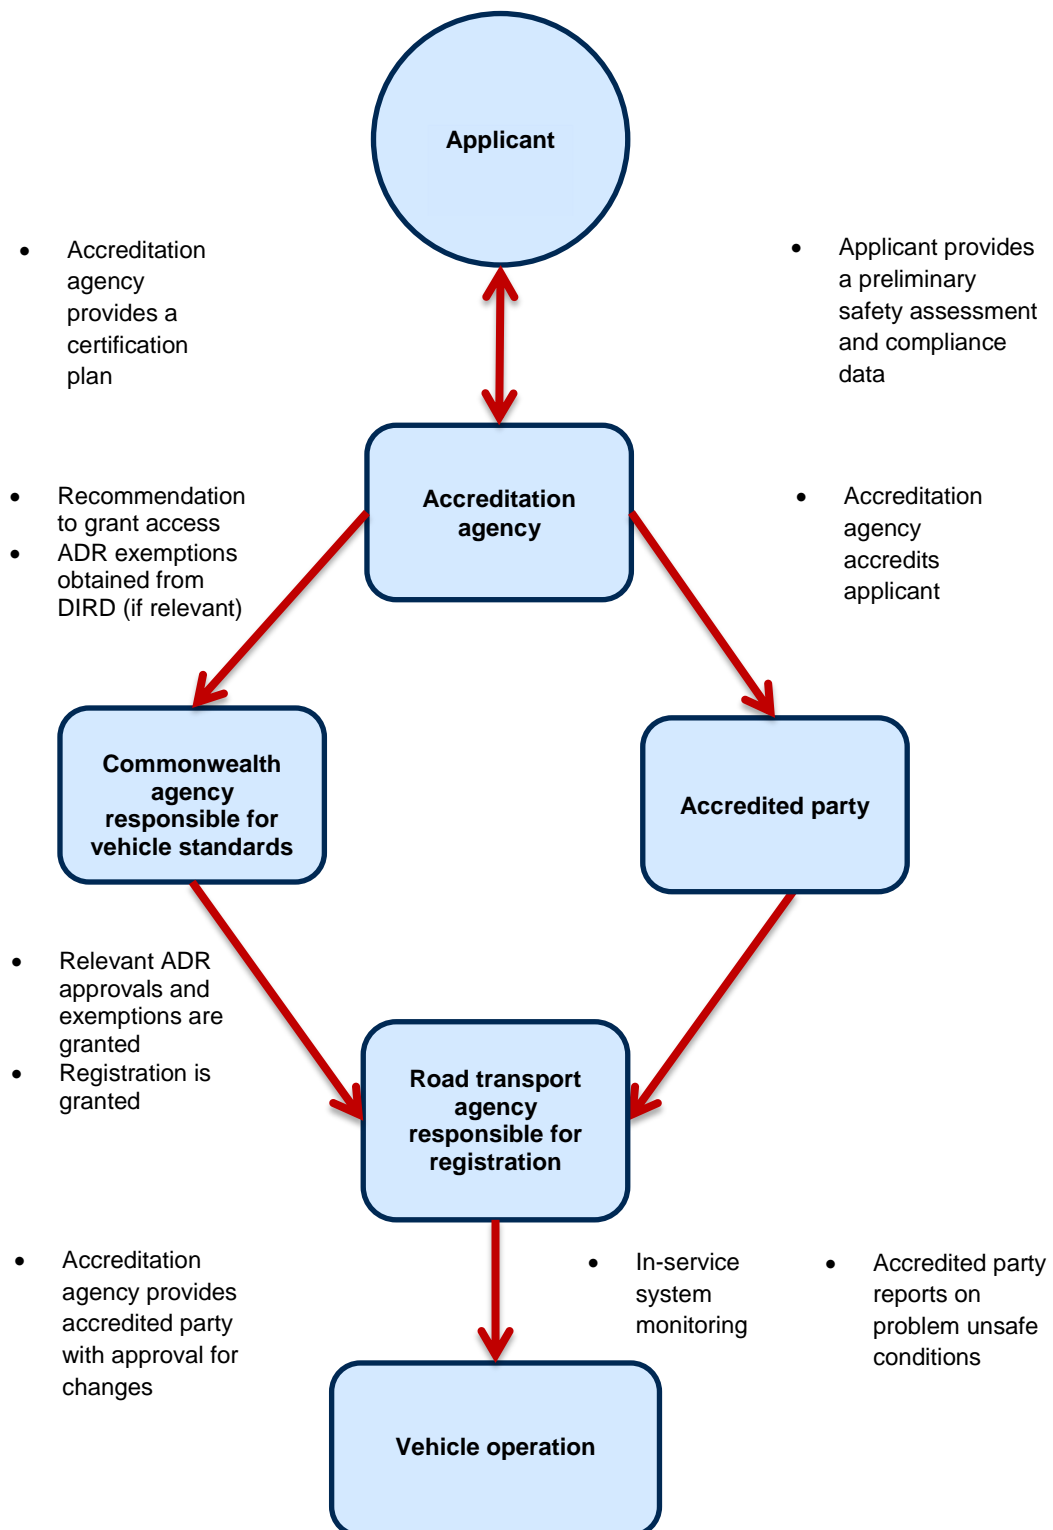 Applicant
• Accreditation
agency
provides a
certification
plan
• Applicant provides
a preliminary
safety assessment
and compliance
data
Accreditation
agency
• Recommendation
to grant access
• ADR exemptions
obtained from
DIRD (if relevant)
• Accreditation
agency
accredits
applicant
Commonwealth
agency
responsible for
vehicle standards
Accredited party
• Relevant ADR
approvals and
exemptions are
granted
• Registration is
granted
Road transport
agency
responsible for
registration
• Accreditation
agency provides
accredited party
with approval for
changes
• In-service
system
monitoring
• Accredited party
reports on
problem unsafe
conditions
Vehicle operation